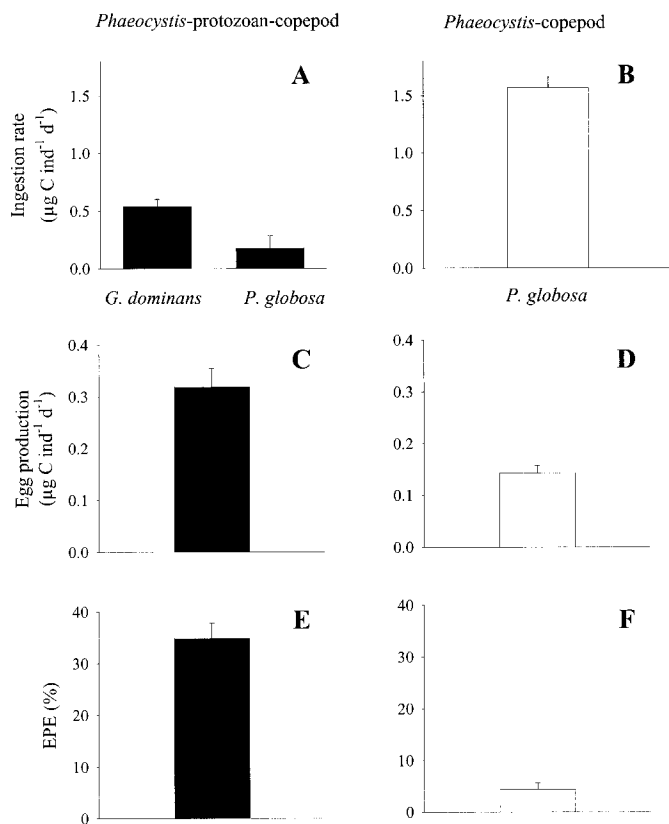 Phaeocystis-protozoan-copepod
Phaeocystis-copepod
A
Ingestion rate
(μg C ind⁻¹ d⁻¹)
1.5
1.0
0.5
0.0
G. dominans P. globosa
B
1.5
1.0
0.5
0.0
P. globosa
C
Egg production
(μg C ind⁻¹ d⁻¹)
0.4
0.3
0.2
0.1
0.0
D
0.4
0.3
0.2
0.1
0.0
E
EPE (%)
40
30
20
10
0
F
40
30
20
10
0